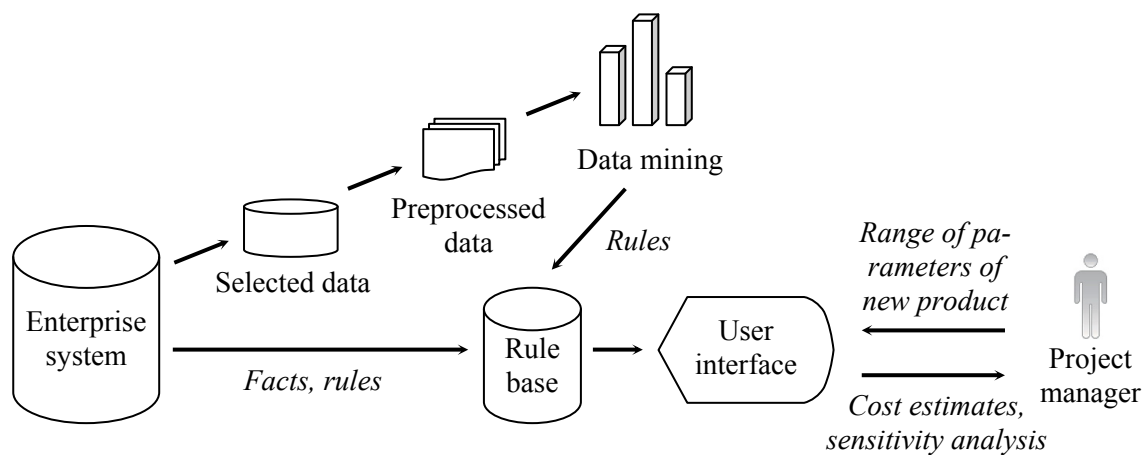 Data mining
Preprocessed
data
Rules
Selected data
Range of pa-
rameters of
new product
Enterprise
system
Facts, rules
Rule
base
User
interface
Project
manager
Cost estimates,
sensitivity analysis